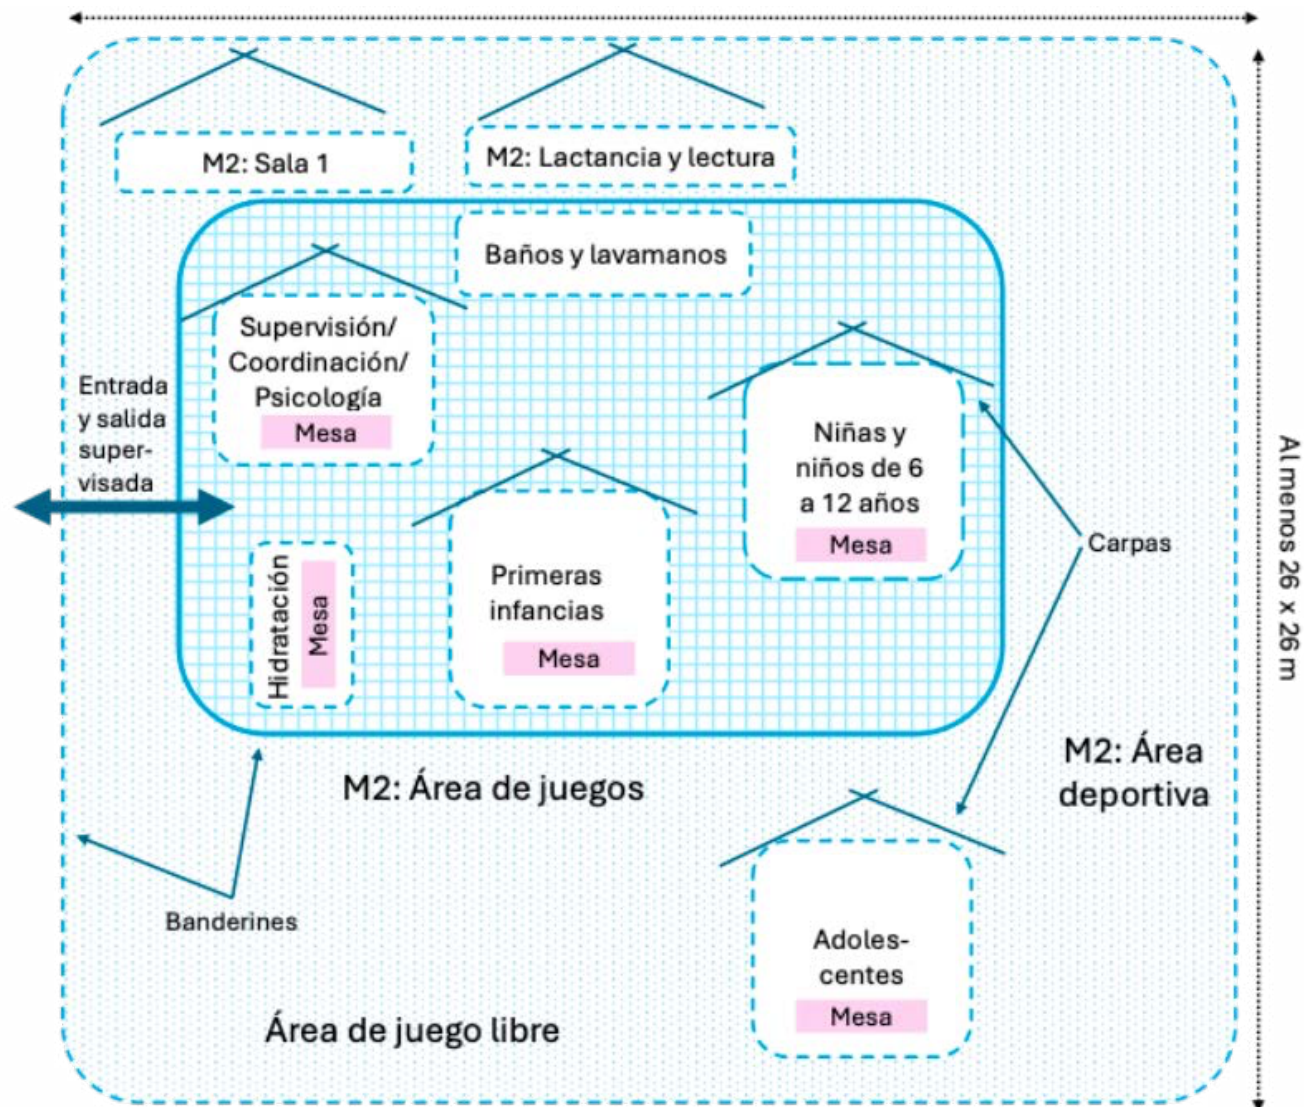 M2: Sala 1
M2: Lactancia y lectura
Baños y lavamanos
Supervisión/
Coordinación/
Psicología
Mesa
Entrada
y salida
super-
visada
Niñas y
niños de 6
a 12 años
Mesa
Carpas
Al menos 26 x 26 m
Hidratación
Mesa
Primeras
infancias
Mesa
M2: Área de juegos
M2: Área
deportiva
Banderines
Adoles-
centes
Mesa
Área de juego libre